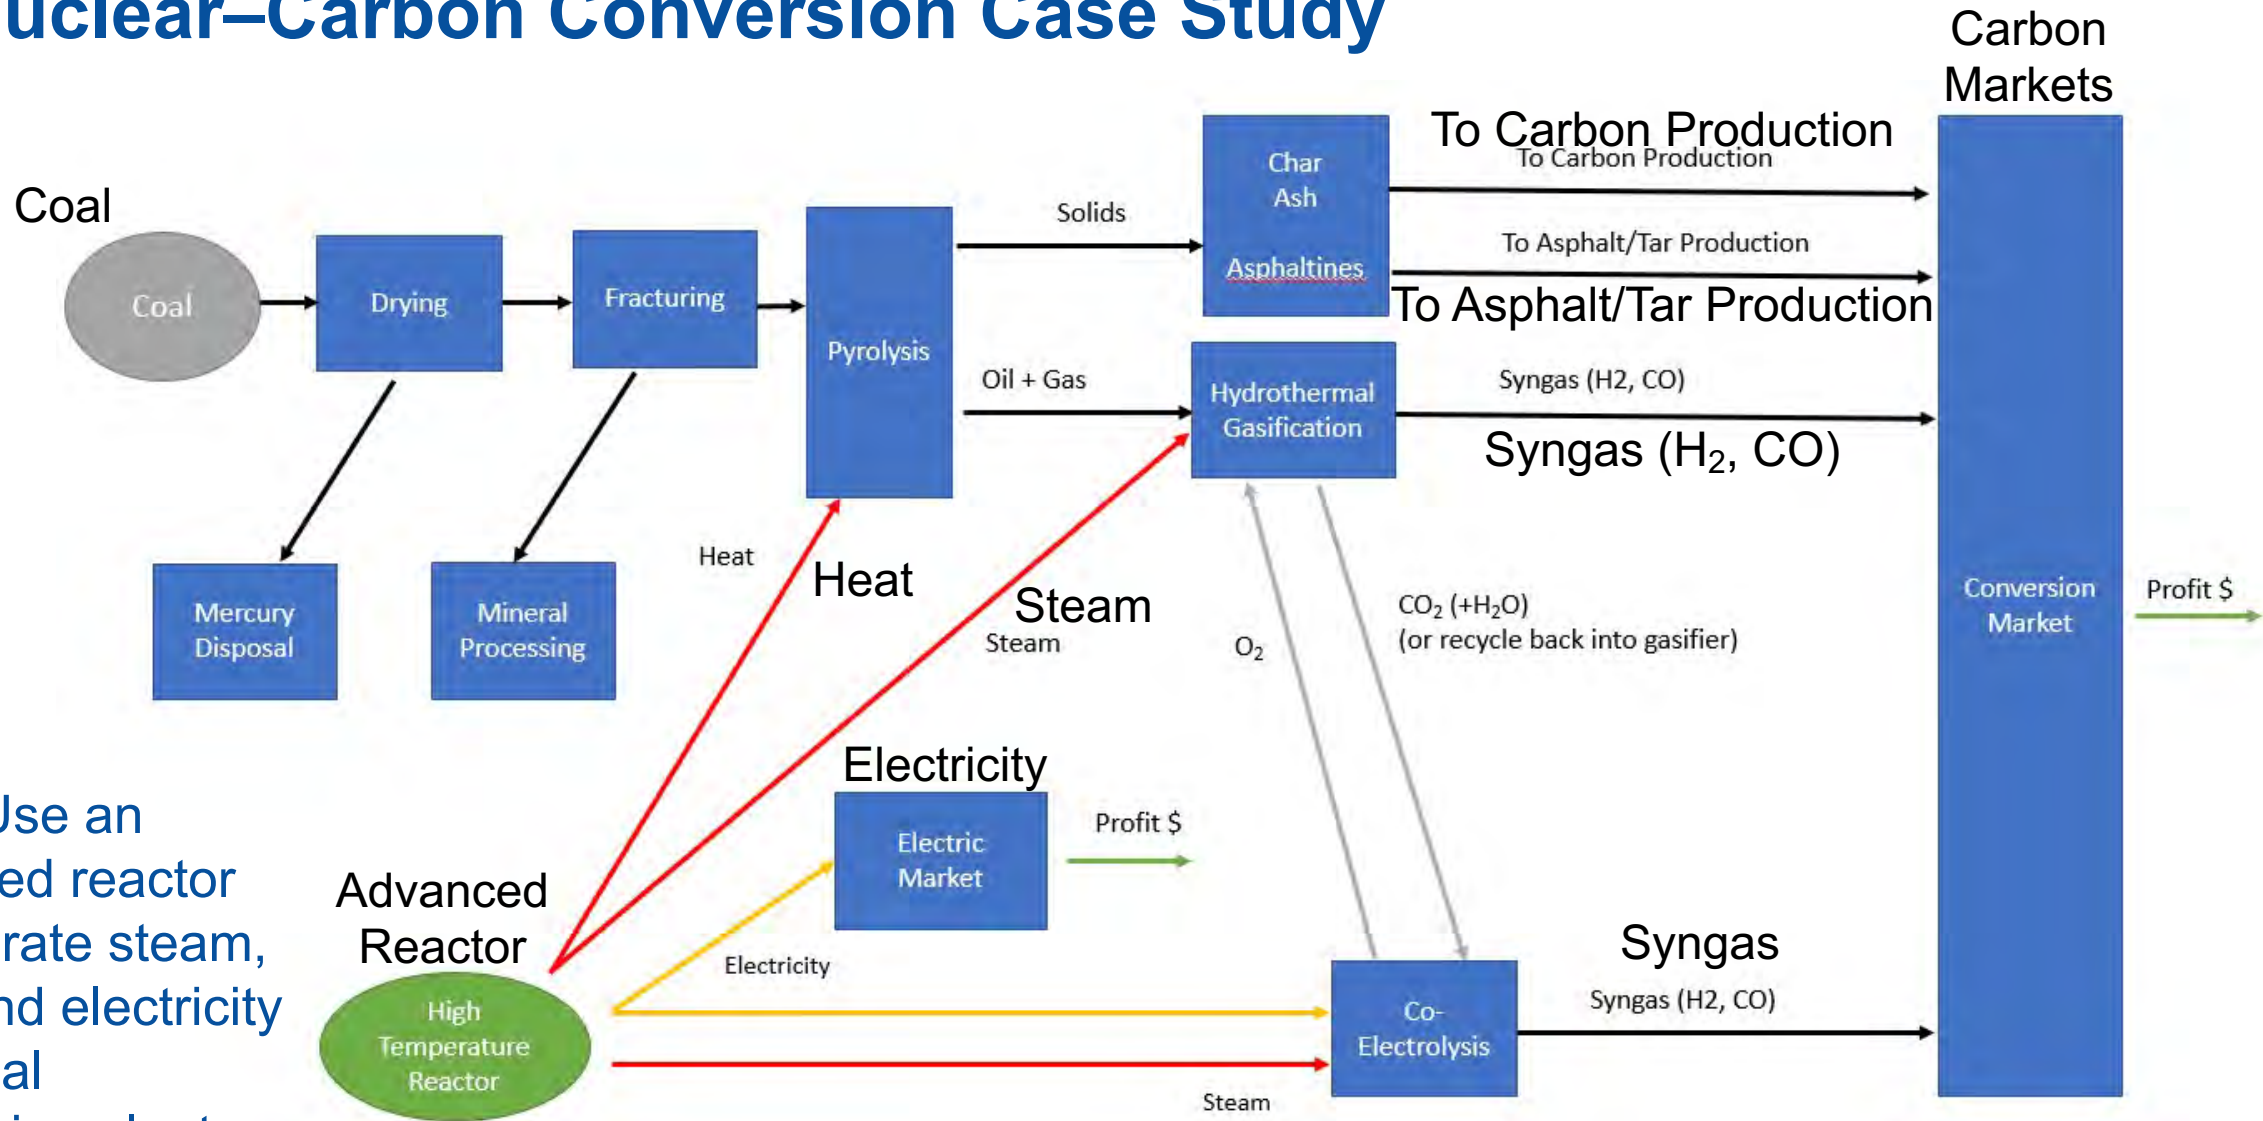 uclear–Carbon Conversion Case Study
Carbon
Markets
Coal
Coal
Drying
Fracturing
Pyrolysis
Solids
Char
Ash
Asphaltines
To Carbon Production
To Carbon Production
To Asphalt/Tar Production
To Asphalt/Tar Production
Oil + Gas
Hydrothermal
Gasification
Syngas (H2, CO)
Syngas (H₂, CO)
Mercury
Disposal
Mineral
Processing
Heat
Heat
Steam
Steam
O₂
CO₂ (+H₂O)
(or recycle back into gasifier)
Conversion
Market
Profit $
Electricity
Electric
Market
Profit $
Use an
ed reactor
rate steam,
nd electricity
al
Advanced
Reactor
High
Temperature
Reactor
Electricity
Steam
Co-
Electrolysis
Syngas
Syngas (H2, CO)